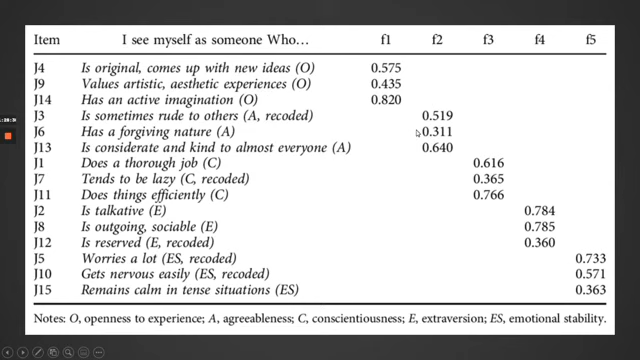 Item I see myself as someone Who... f1 f2 f3 f4 f5
J4 Is original, comes up with new ideas (O) 0.575
J9 Values artistic, aesthetic experiences (O) 0.435
J14 Has an active imagination (O) 0.820
J3 Is sometimes rude to others (A, recoded) 0.519
J6 Has a forgiving nature (A) 0.311
J13 Is considerate and kind to almost everyone (A) 0.640
J1 Does a thorough job (C) 0.616
J7 Tends to be lazy (C, recoded) 0.365
J11 Does things efficiently (C) 0.766
J2 Is talkative (E) 0.784
J8 Is outgoing, sociable (E) 0.785
J12 Is reserved (E, recoded) 0.360
J5 Worries a lot (ES, recoded) 0.733
J10 Gets nervous easily (ES, recoded) 0.571
J15 Remains calm in tense situations (ES) 0.363
Notes: O, openness to experience; A, agreeableness; C, conscientiousness; E, extraversion; ES, emotional stability.